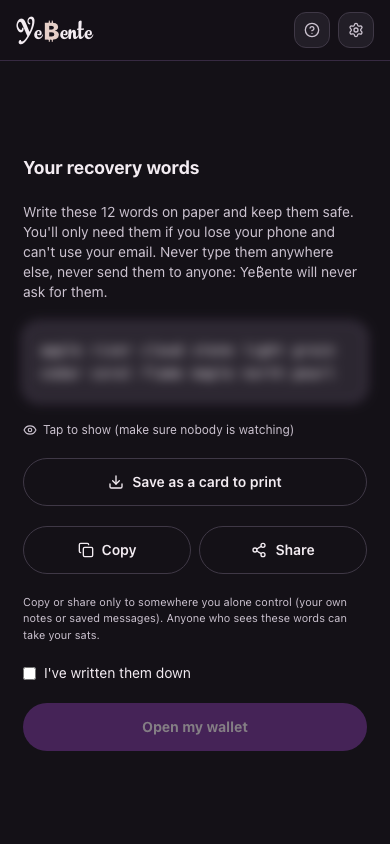 Ye₿ente
Your recovery words
Write these 12 words on paper and keep them safe.
You'll only need them if you lose your phone and
can't use your email. Never type them anywhere
else, never send them to anyone: Ye₿ente will never
ask for them.
Tap to show (make sure nobody is watching)
Save as a card to print
Copy
Share
Copy or share only to somewhere you alone control (your own
notes or saved messages). Anyone who sees these words can
take your sats.
I've written them down
Open my wallet